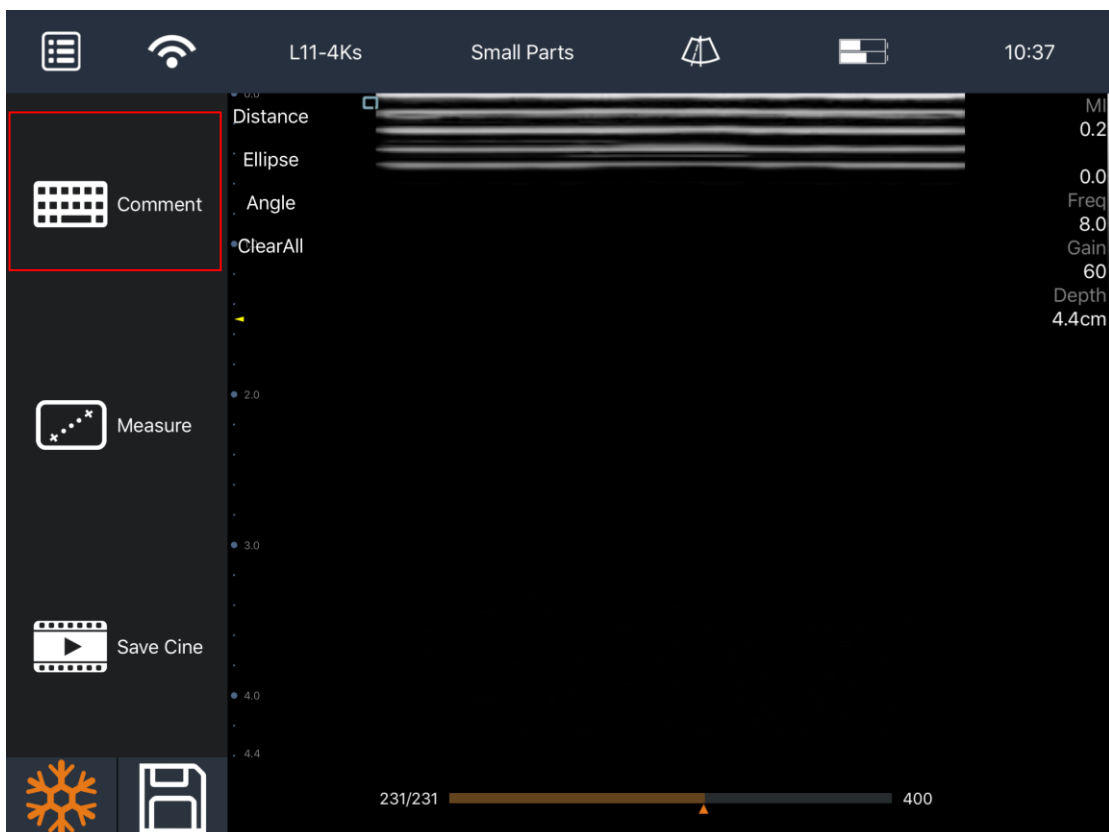 L11-4Ks
Small Parts
10:37
Comment
Measure
Save Cine
0.0
Distance
Ellipse
Angle
ClearAll
2.0
3.0
4.0
4.4
MI
0.2
0.0
Freq
8.0
Gain
60
Depth
4.4cm
231/231
400